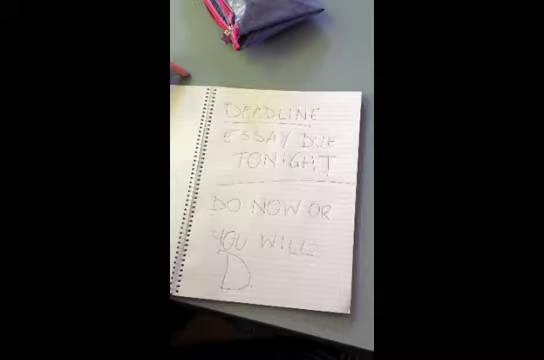 DEADLINE
ESSAY DUE
TONIGHT
DO NOW OR
YOU WILL
D